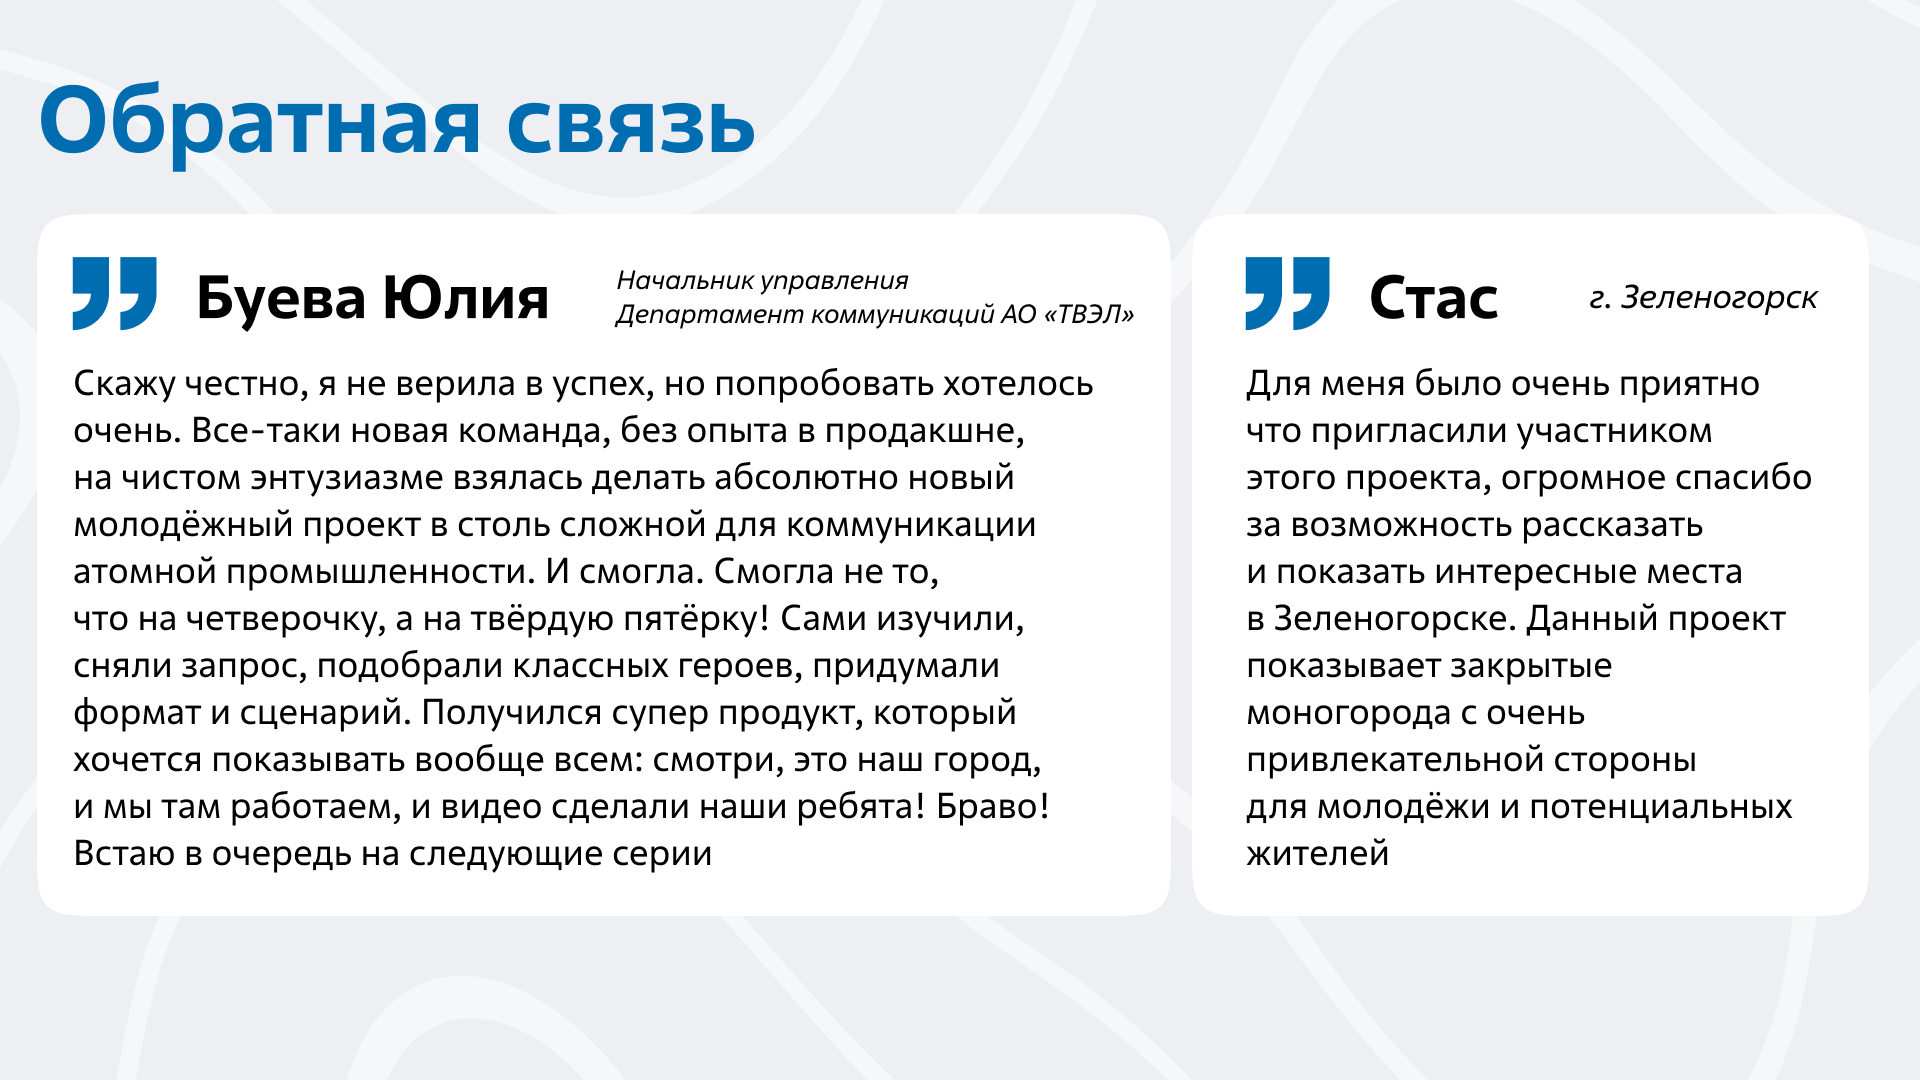 Обратная связь
Буева Юлия
Начальник управления
Департамент коммуникаций АО «ТВЭЛ»
Скажу честно, я не верила в успех, но попробовать хотелось
очень. Все-таки новая команда, без опыта в продакшне,
на чистом энтузиазме взялась делать абсолютно новый
молодёжный проект в столь сложной для коммуникации
атомной промышленности. И смогла. Смогла не то,
что на четверочку, а на твёрдую пятёрку! Сами изучили,
сняли запрос, подобрали классных героев, придумали
формат и сценарий. Получился супер продукт, который
хочется показывать вообще всем: смотри, это наш город,
и мы там работаем, и видео сделали наши ребята! Браво!
Встаю в очередь на следующие серии
Стас
г. Зеленогорск
Для меня было очень приятно
что пригласили участником
этого проекта, огромное спасибо
за возможность рассказать
и показать интересные места
в Зеленогорске. Данный проект
показывает закрытые
моногорода с очень
привлекательной стороны
для молодёжи и потенциальных
жителей